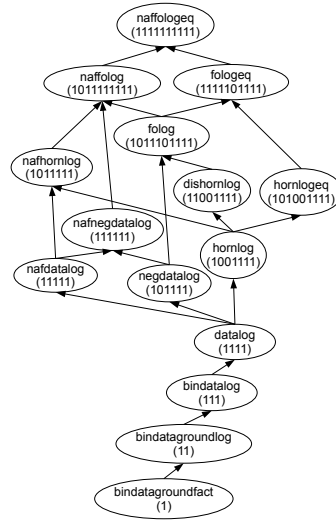 naffologeq
(1111111111)
naffolog
(1011111111)
fologeq
(1111101111)
folog
(1011101111)
nafhornlog
(1011111)
dishornlog
(11001111)
hornlogeq
(101001111)
nafnegdatalog
(111111)
hornlog
(1001111)
nafdatalog
(11111)
negdatalog
(101111)
datalog
(1111)
bindatalog
(111)
bindatagroundlog
(11)
bindatagroundfact
(1)